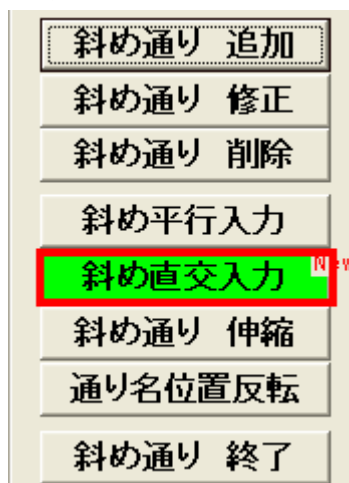 斜め通り 追加
斜め通り 修正
斜め通り 削除
斜め平行入力
斜め直交入力
New
斜め通り 伸縮
通り名位置反転
斜め通り 終了